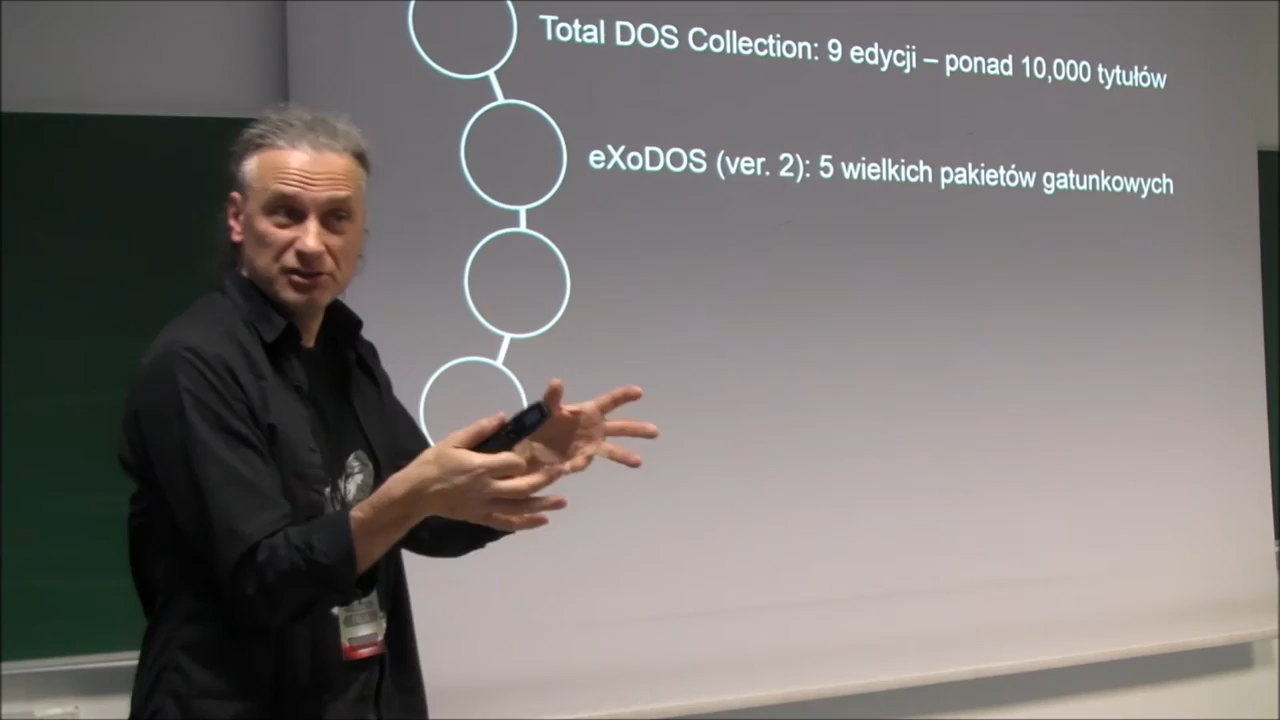 Total DOS Collection: 9 edycji – ponad 10,000 tytułów
eXoDOS (ver. 2): 5 wielkich pakietów gatunkowych